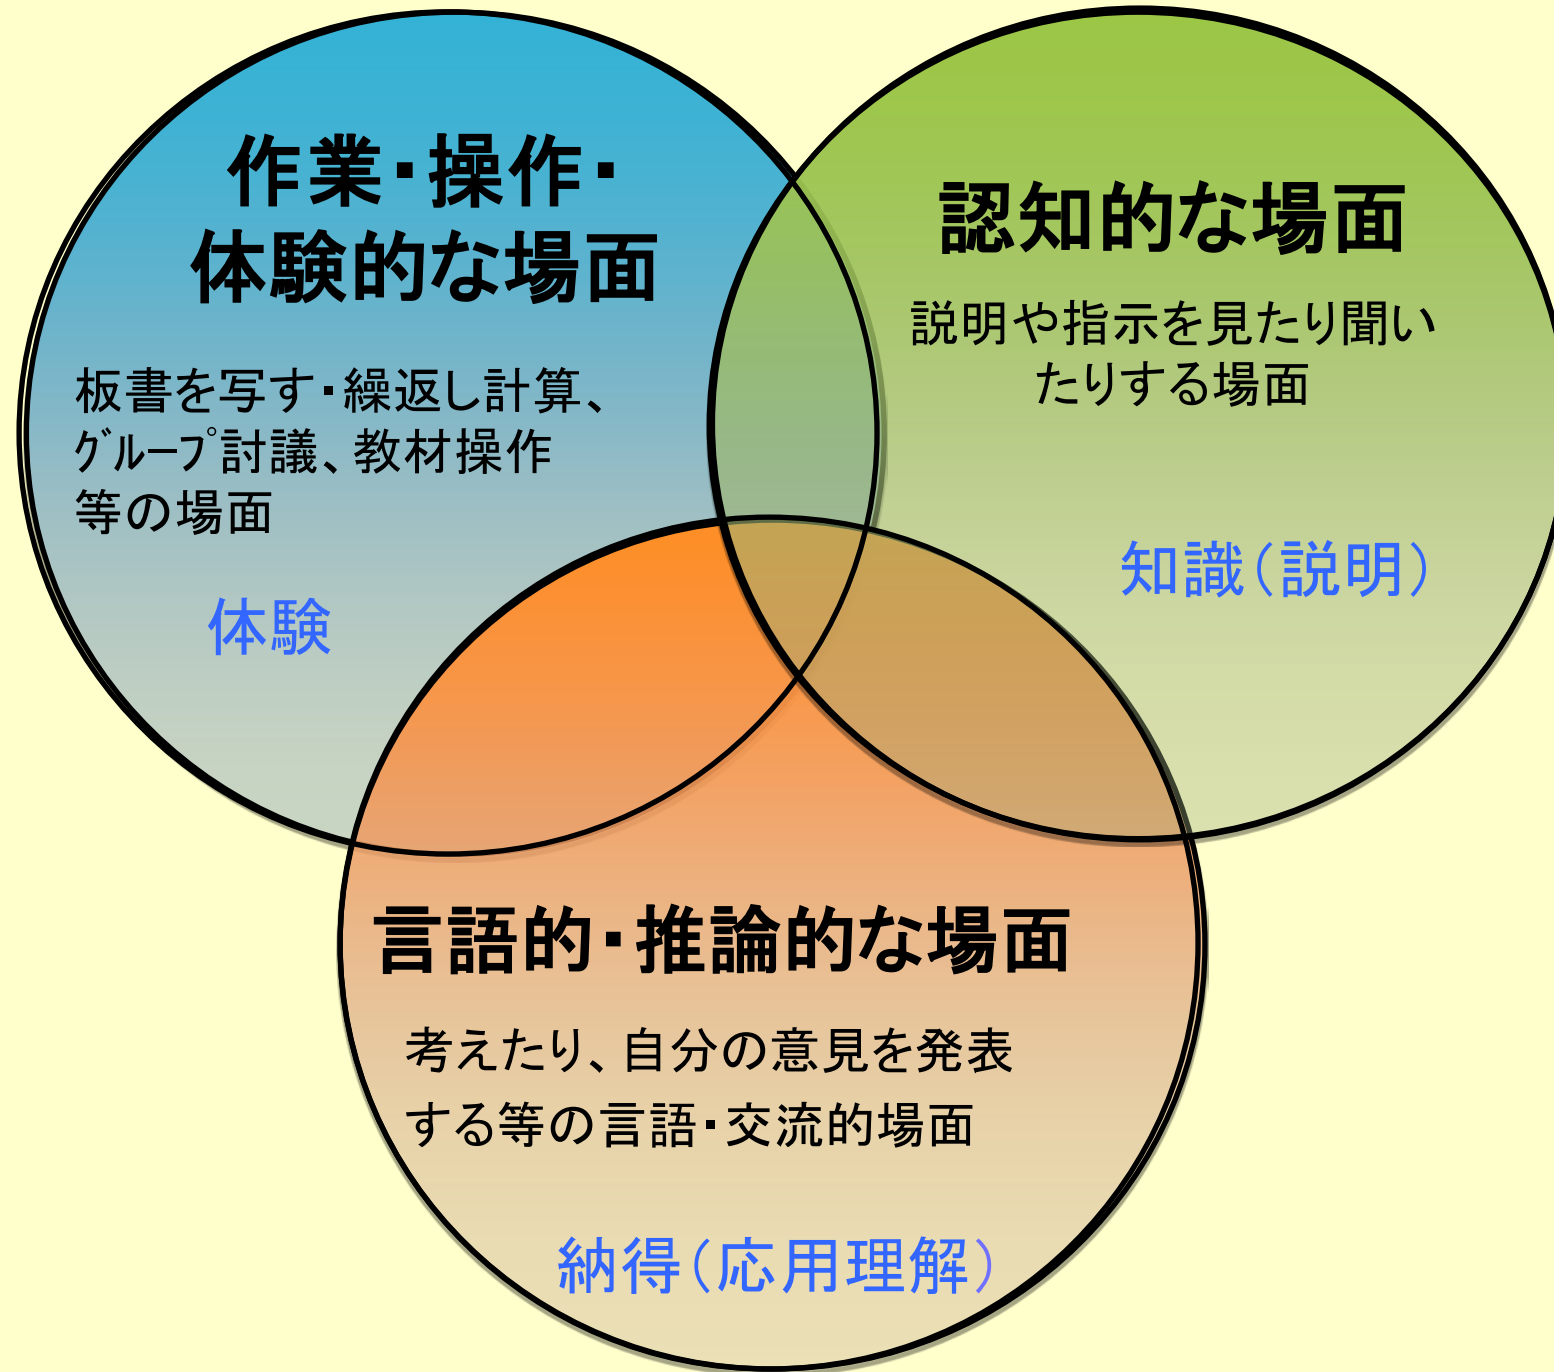 作業・操作・
体験的な場面
板書を写す・繰返し計算、
ｸﾞﾙｰﾌﾟ討議、教材操作
等の場面
体験
認知的な場面
説明や指示を見たり聞い
たりする場面
知識（説明）
言語的・推論的な場面
考えたり、自分の意見を発表
する等の言語・交流的場面
納得（応用理解）